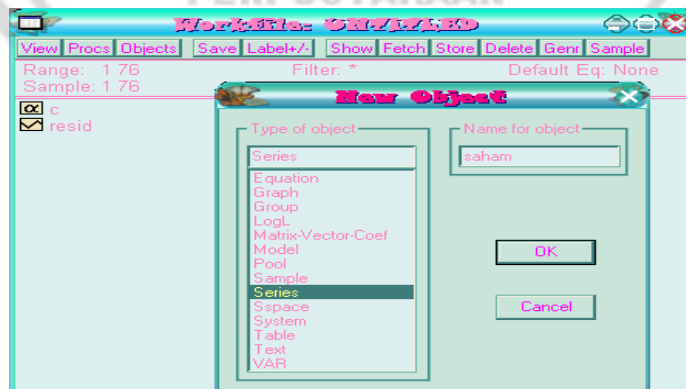 PERPUSTAKAAN
Workfile: UNTITLED
View Procs Objects Save Label+/- Show Fetch Store Delete Genr Sample
Range: 1 76 Filter: * Default Eq: None
Sample: 1 76
New Object
c
resid
Type of object
Name for object
Series
saham
Equation
Graph
Group
LogL
Matrix-Vector-Coef
Model
Pool
Sample
Series
Sspace
System
Table
Text
VAR
OK
Cancel